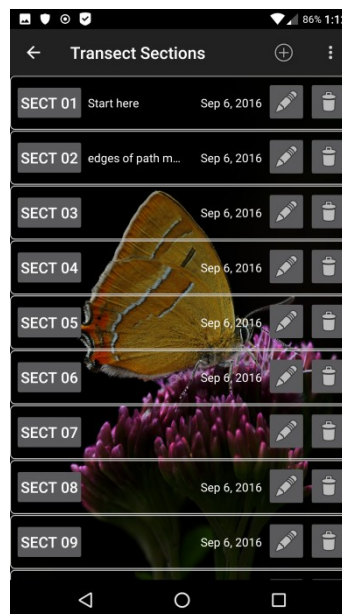 86% 1:12
Transect Sections
SECT 01 Start here Sep 6, 2016
SECT 02 edges of path m... Sep 6, 2016
SECT 03 Sep 6, 2016
SECT 04 Sep 6, 2016
SECT 05 Sep 6, 2016
SECT 06 Sep 6, 2016
SECT 07 Sep 6, 2016
SECT 08 Sep 6, 2016
SECT 09 Sep 6, 2016